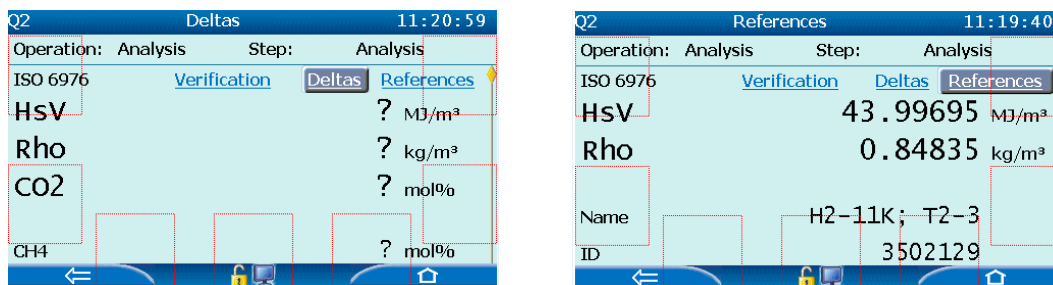 Q2 Deltas 11:20:59
Operation: Analysis Step: Analysis
ISO 6976 Verification Deltas References
HsV ? MJ/m³
Rho ? kg/m³
CO2 ? mol%
CH4 ? mol%
Q2 References 11:19:40
Operation: Analysis Step: Analysis
ISO 6976 Verification Deltas References
HsV 43.99695 MJ/m³
Rho 0.84835 kg/m³
Name H2-11K; T2-3
ID 3502129